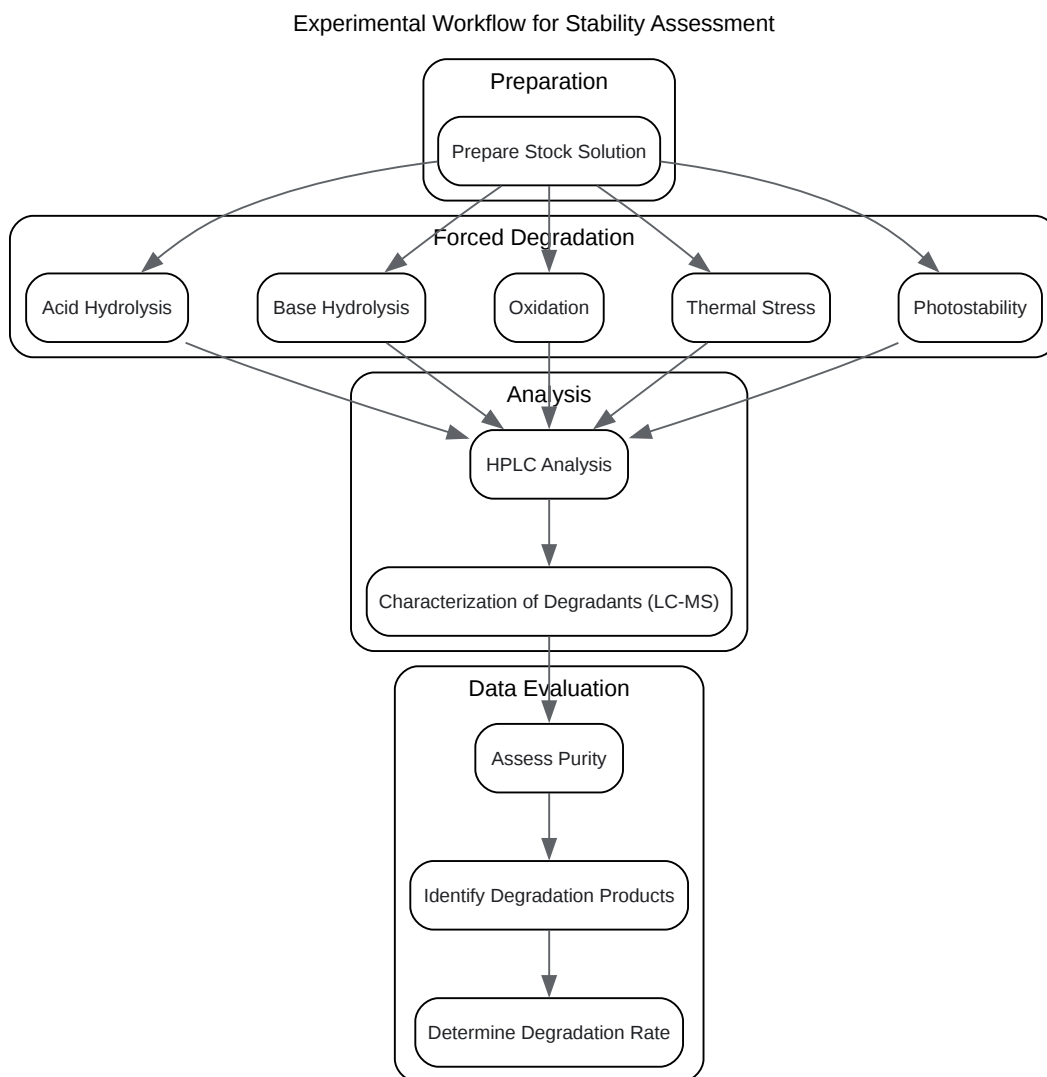 Experimental Workflow for Stability Assessment
Preparation
Prepare Stock Solution
Forced Degradation
Acid Hydrolysis
Base Hydrolysis
Oxidation
Thermal Stress
Photostability
Analysis
HPLC Analysis
Characterization of Degradants (LC-MS)
Data Evaluation
Assess Purity
Identify Degradation Products
Determine Degradation Rate